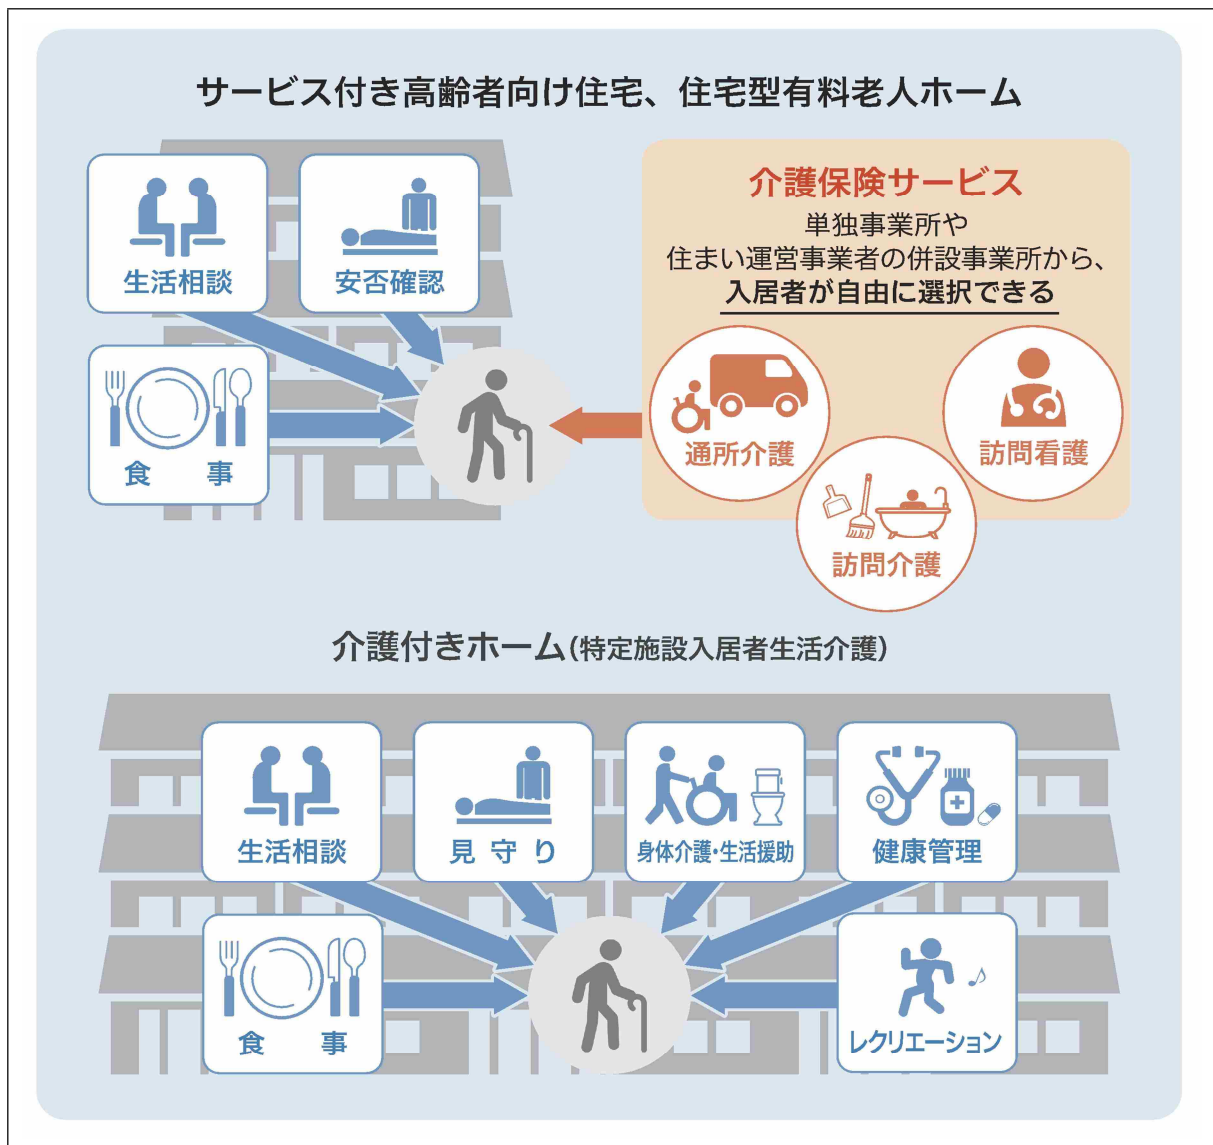 サービス付き高齢者向け住宅、住宅型有料老人ホーム
生活相談
安否確認
食事
介護保険サービス
単独事業所や
住まい運営事業者の併設事業所から、
入居者が自由に選択できる
通所介護
訪問看護
訪問介護
介護付きホーム(特定施設入居者生活介護)
生活相談
見守り
身体介護・生活援助
健康管理
食事
レクリエーション